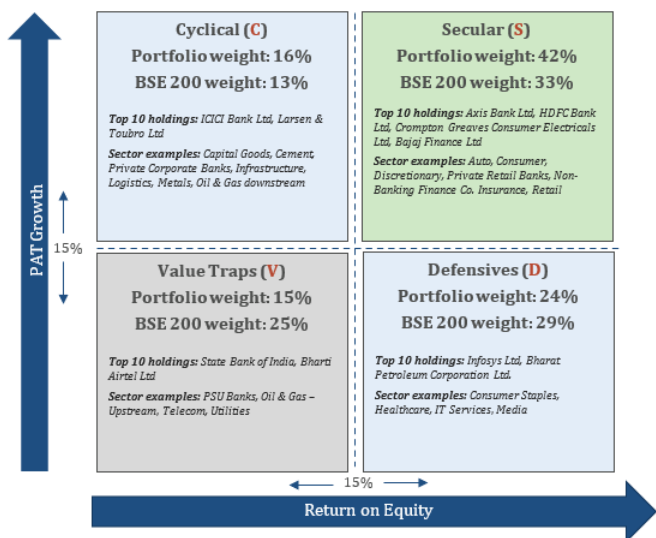 Cyclical (C)
Portfolio weight: 16%
BSE 200 weight: 13%
Top 10 holdings: ICICI Bank Ltd, Larsen &
Toubro Ltd
Sector examples: Capital Goods, Cement,
Private Corporate Banks, Infrastructure,
Logistics, Metals, Oil & Gas downstream
Secular (S)
Portfolio weight: 42%
BSE 200 weight: 33%
Top 10 holdings: Axis Bank Ltd, HDFC Bank
Ltd, Crompton Greaves Consumer Electricals
Ltd, Bajaj Finance Ltd
Sector examples: Auto, Consumer,
Discretionary, Private Retail Banks, Non-
Banking Finance Co. Insurance, Retail
PAT Growth
15%
Value Traps (V)
Portfolio weight: 15%
BSE 200 weight: 25%
Top 10 holdings: State Bank of India, Bharti
Airtel Ltd
Sector examples: PSU Banks, Oil & Gas –
Upstream, Telecom, Utilities
Defensives (D)
Portfolio weight: 24%
BSE 200 weight: 29%
Top 10 holdings: Infosys Ltd, Bharat
Petroleum Corporation Ltd.
Sector examples: Consumer Staples,
Healthcare, IT Services, Media
15%
Return on Equity